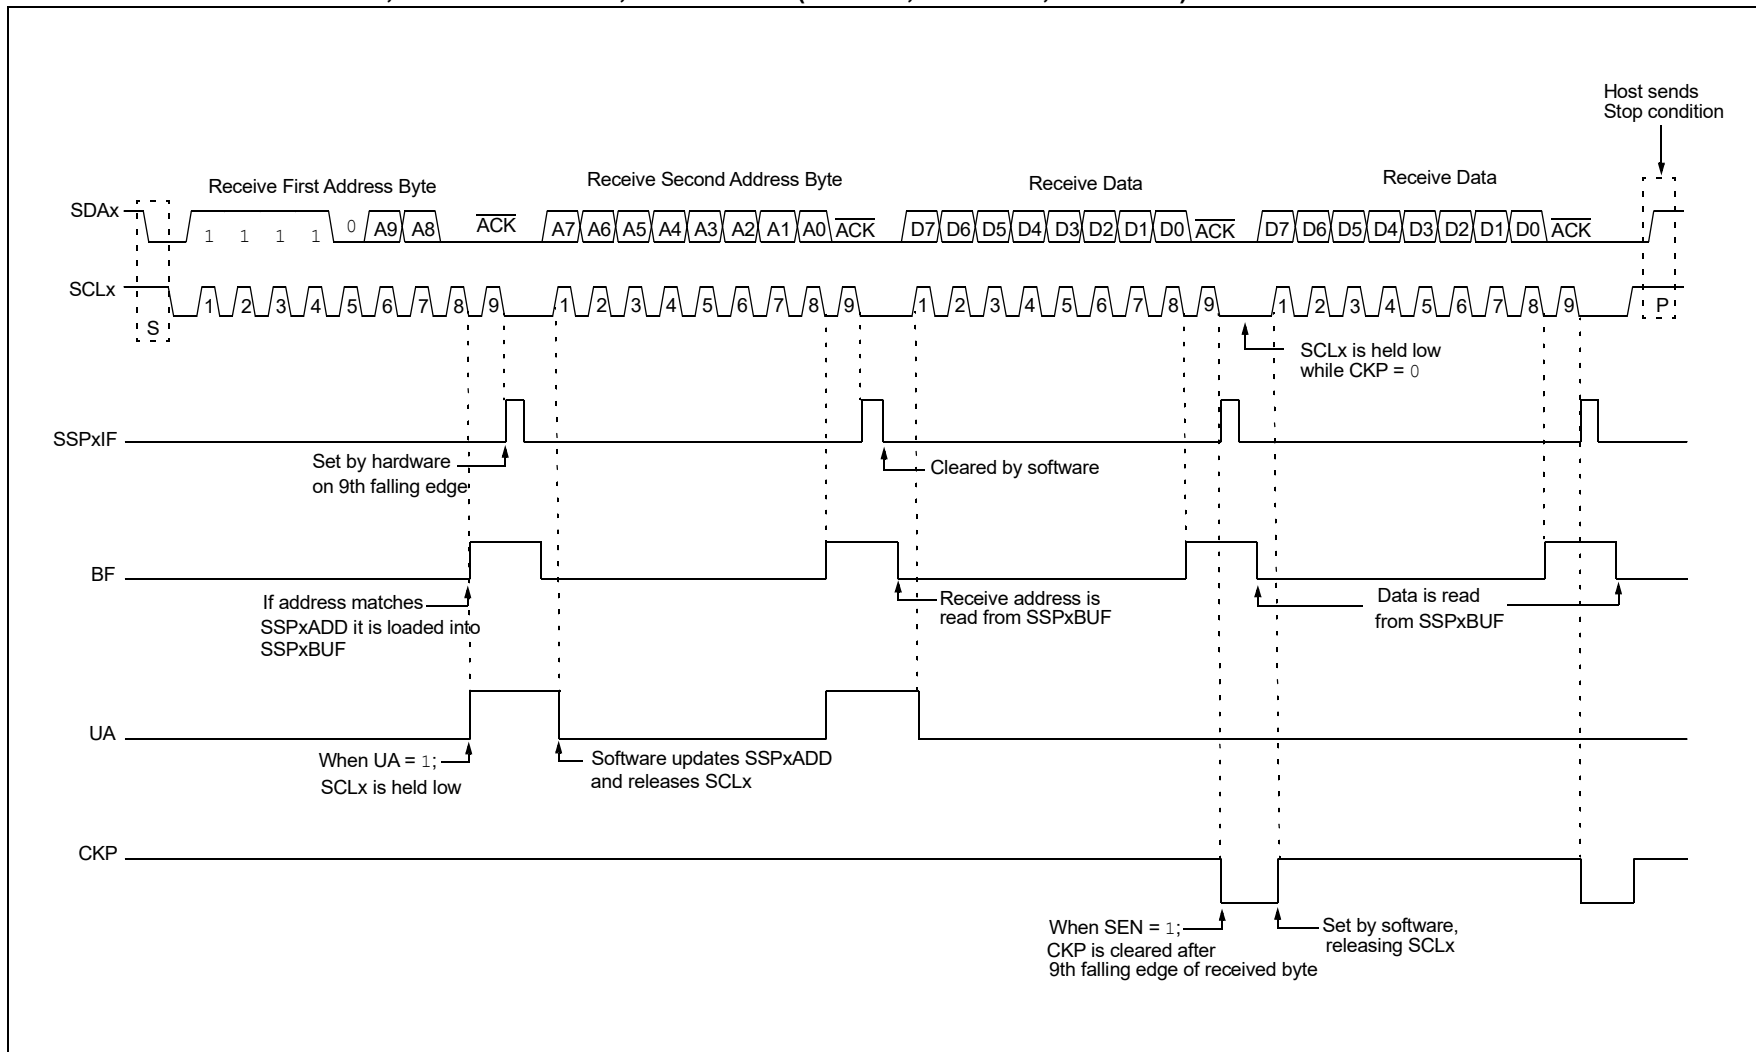 Host sends
Stop condition
Receive First Address Byte
Receive Second Address Byte
Receive Data
Receive Data
SDAx
1 1 1 1 0 A9 A8 ACK A7 A6 A5 A4 A3 A2 A1 A0 ACK D7 D6 D5 D4 D3 D2 D1 D0 ACK D7 D6 D5 D4 D3 D2 D1 D0 ACK
SCLx
S 1 2 3 4 5 6 7 8 9 1 2 3 4 5 6 7 8 9 1 2 3 4 5 6 7 8 9 1 2 3 4 5 6 7 8 9 P
SCLx is held low
while CKP = 0
SSPxIF
Set by hardware
on 9th falling edge
Cleared by software
BF
If address matches
SSPxADD it is loaded into
SSPxBUF
Receive address is
read from SSPxBUF
Data is read
from SSPxBUF
UA
When UA = 1;
SCLx is held low
Software updates SSPxADD
and releases SCLx
CKP
When SEN = 1;
CKP is cleared after
9th falling edge of received byte
Set by software,
releasing SCLx